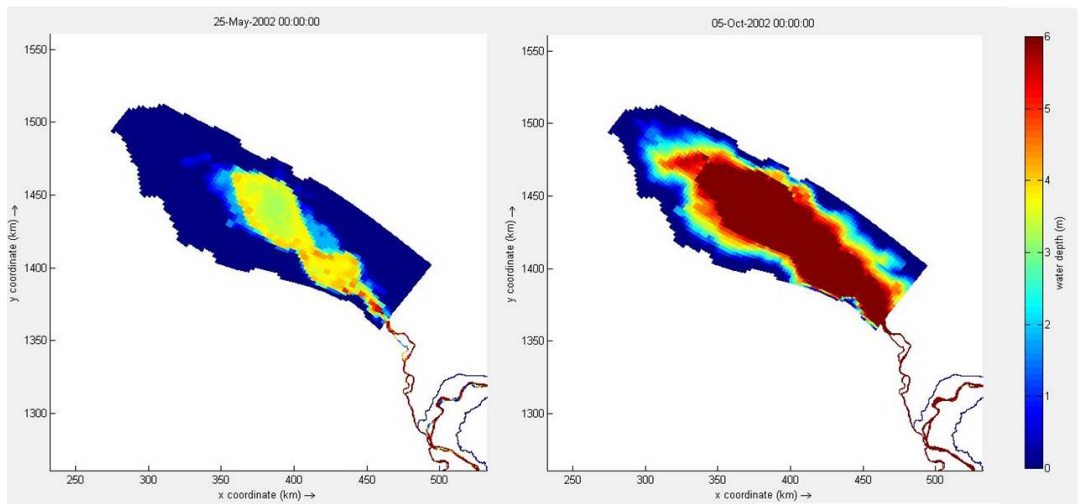 25-May-2002 00:00:00
1550
1500
1450
1400
1350
1300
250 300 350 400 450 500
x coordinate (km) →
y coordinate (km) →
05-Oct-2002 00:00:00
1550
1500
1450
1400
1350
1300
250 300 350 400 450 500
x coordinate (km) →
y coordinate (km) →
6
5
4
3
2
1
0
water depth (m)